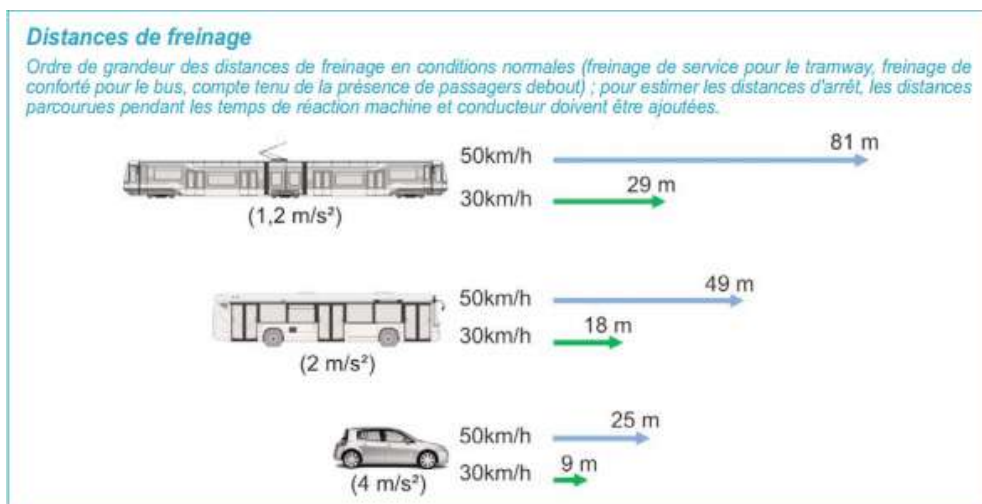 Distances de freinage
Ordre de grandeur des distances de freinage en conditions normales (freinage de service pour le tramway, freinage de
conforté pour le bus, compte tenu de la présence de passagers debout) ; pour estimer les distances d'arrêt, les distances
parcourues pendant les temps de réaction machine et conducteur doivent être ajoutées.
50km/h 81 m
30km/h 29 m
(1,2 m/s²)
50km/h 49 m
30km/h 18 m
(2 m/s²)
50km/h 25 m
30km/h 9 m
(4 m/s²)